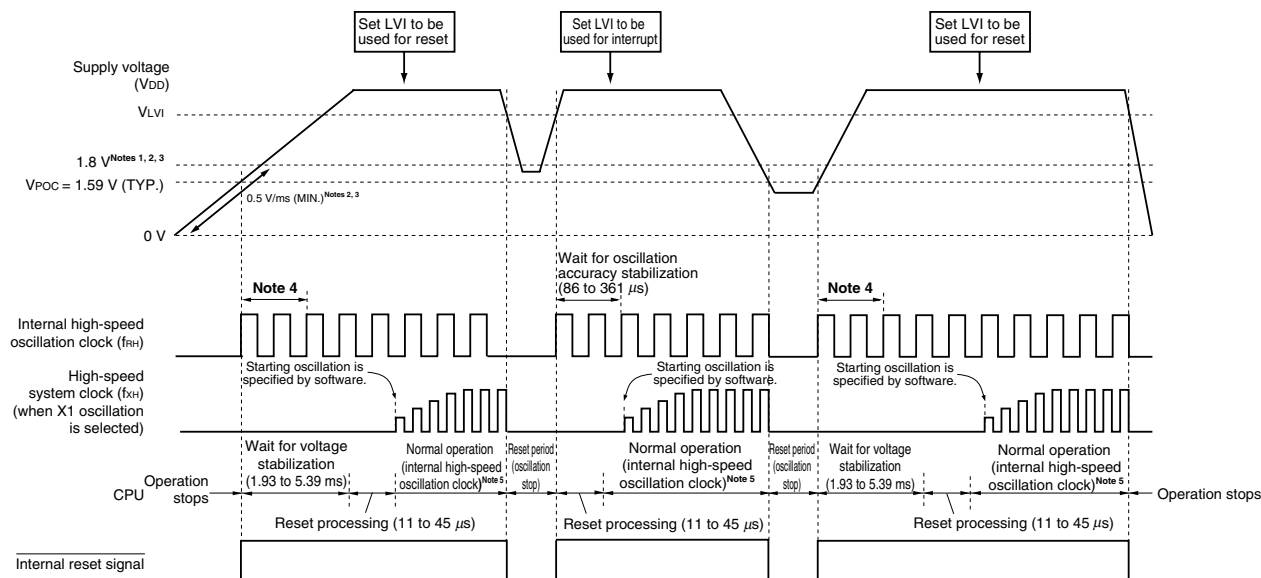 Set LVI to be
used for reset
Set LVI to be
used for interrupt
Set LVI to be
used for reset
Supply voltage
(VDD)
VLVI
1.8 V Notes 1, 2, 3
VPOC = 1.59 V (TYP.)
0.5 V/ms (MIN.) Notes 2, 3
0 V
Wait for oscillation
accuracy stabilization
(86 to 361 μs)
Note 4
Note 4
Internal high-speed
oscillation clock (fRH)
Starting oscillation is
specified by software.
Starting oscillation is
specified by software.
Starting oscillation is
specified by software.
High-speed
system clock (fXH)
(when X1 oscillation
is selected)
Wait for voltage
stabilization
(1.93 to 5.39 ms)
Normal operation
(internal high-speed
oscillation clock) Note 5
Reset period
(oscillation
stop)
Normal operation
(internal high-speed
oscillation clock) Note 5
Reset period
(oscillation
stop)
Wait for voltage
stabilization
(1.93 to 5.39 ms)
Normal operation
(internal high-speed
oscillation clock) Note 5
CPU
Operation
stops
Operation stops
Reset processing (11 to 45 μs)
Reset processing (11 to 45 μs)
Reset processing (11 to 45 μs)
Internal reset signal